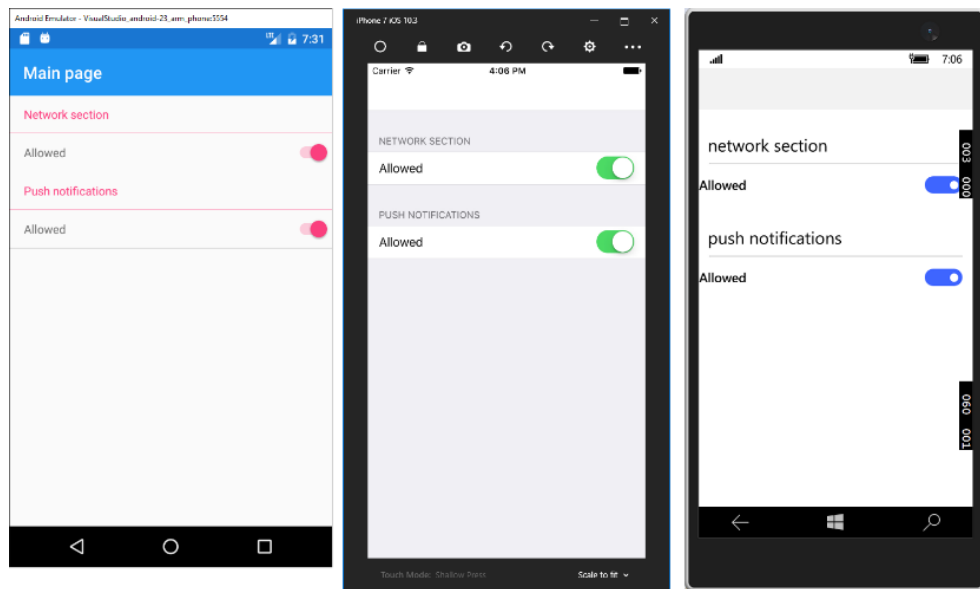 Android Emulator - VisualStudio_android-23_arm_phone:5554
LTE 7:31
Main page
Network section
Allowed
Push notifications
Allowed
iPhone 7 iOS 10.3
Carrier 4:06 PM
NETWORK SECTION
Allowed
PUSH NOTIFICATIONS
Allowed
Touch Mode: Shallow Press Scale to fit
7:06
network section
Allowed
push notifications
Allowed
003 000
060 001